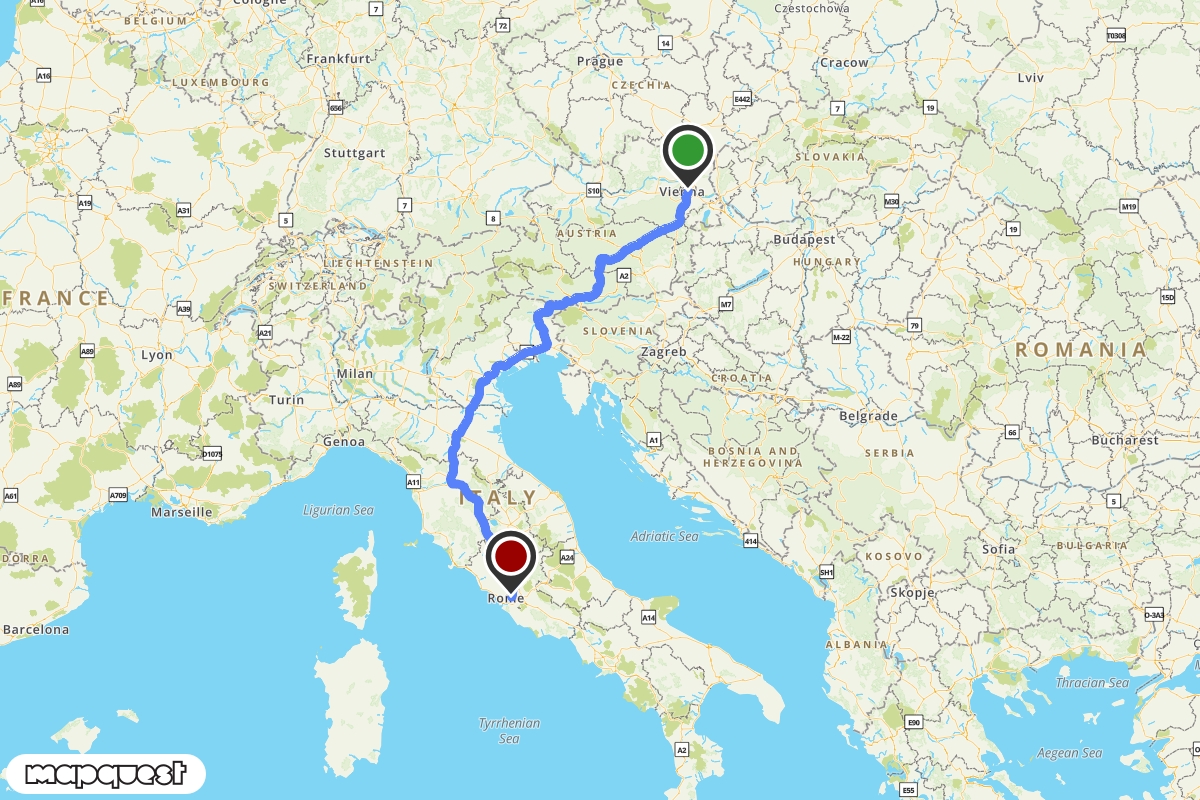 BELGIUM
Cologne
7
72
Czestochowa
14
T0308
Prague
Frankfurt
Cracow
A16
LUXEMBOURG
CZECHIA
Lviv
E442
656
7
19
Stuttgart
SLOVAKIA
S10
Vienna
A19
A31
7
M30
M19
5
8
19
AUSTRIA
Budapest
LIECHTENSTEIN
HUNGARY
SWITZERLAND
A2
FRANCE
15D
A39
M7
A21
79
SLOVENIA
M-22
ROMANIA
A89
Lyon
Zagreb
Milan
CROATIA
A89
Turin
Belgrade
66
Genoa
A1
Bucharest
D1075
BOSNIA AND
HERZEGOVINA
SERBIA
A11
A61
A709
ITALY
5
Marseille
Ligurian Sea
Adriatic Sea
414
Sofia
BULGARIA
DORRA
A24
KOSOVO
SH1
Skopje
Rome
A14
O-3A3
Barcelona
ALBANIA
Thracian Sea
Tyrrhenian
Sea
E90
A2
Aegean Sea
mapquest
E55